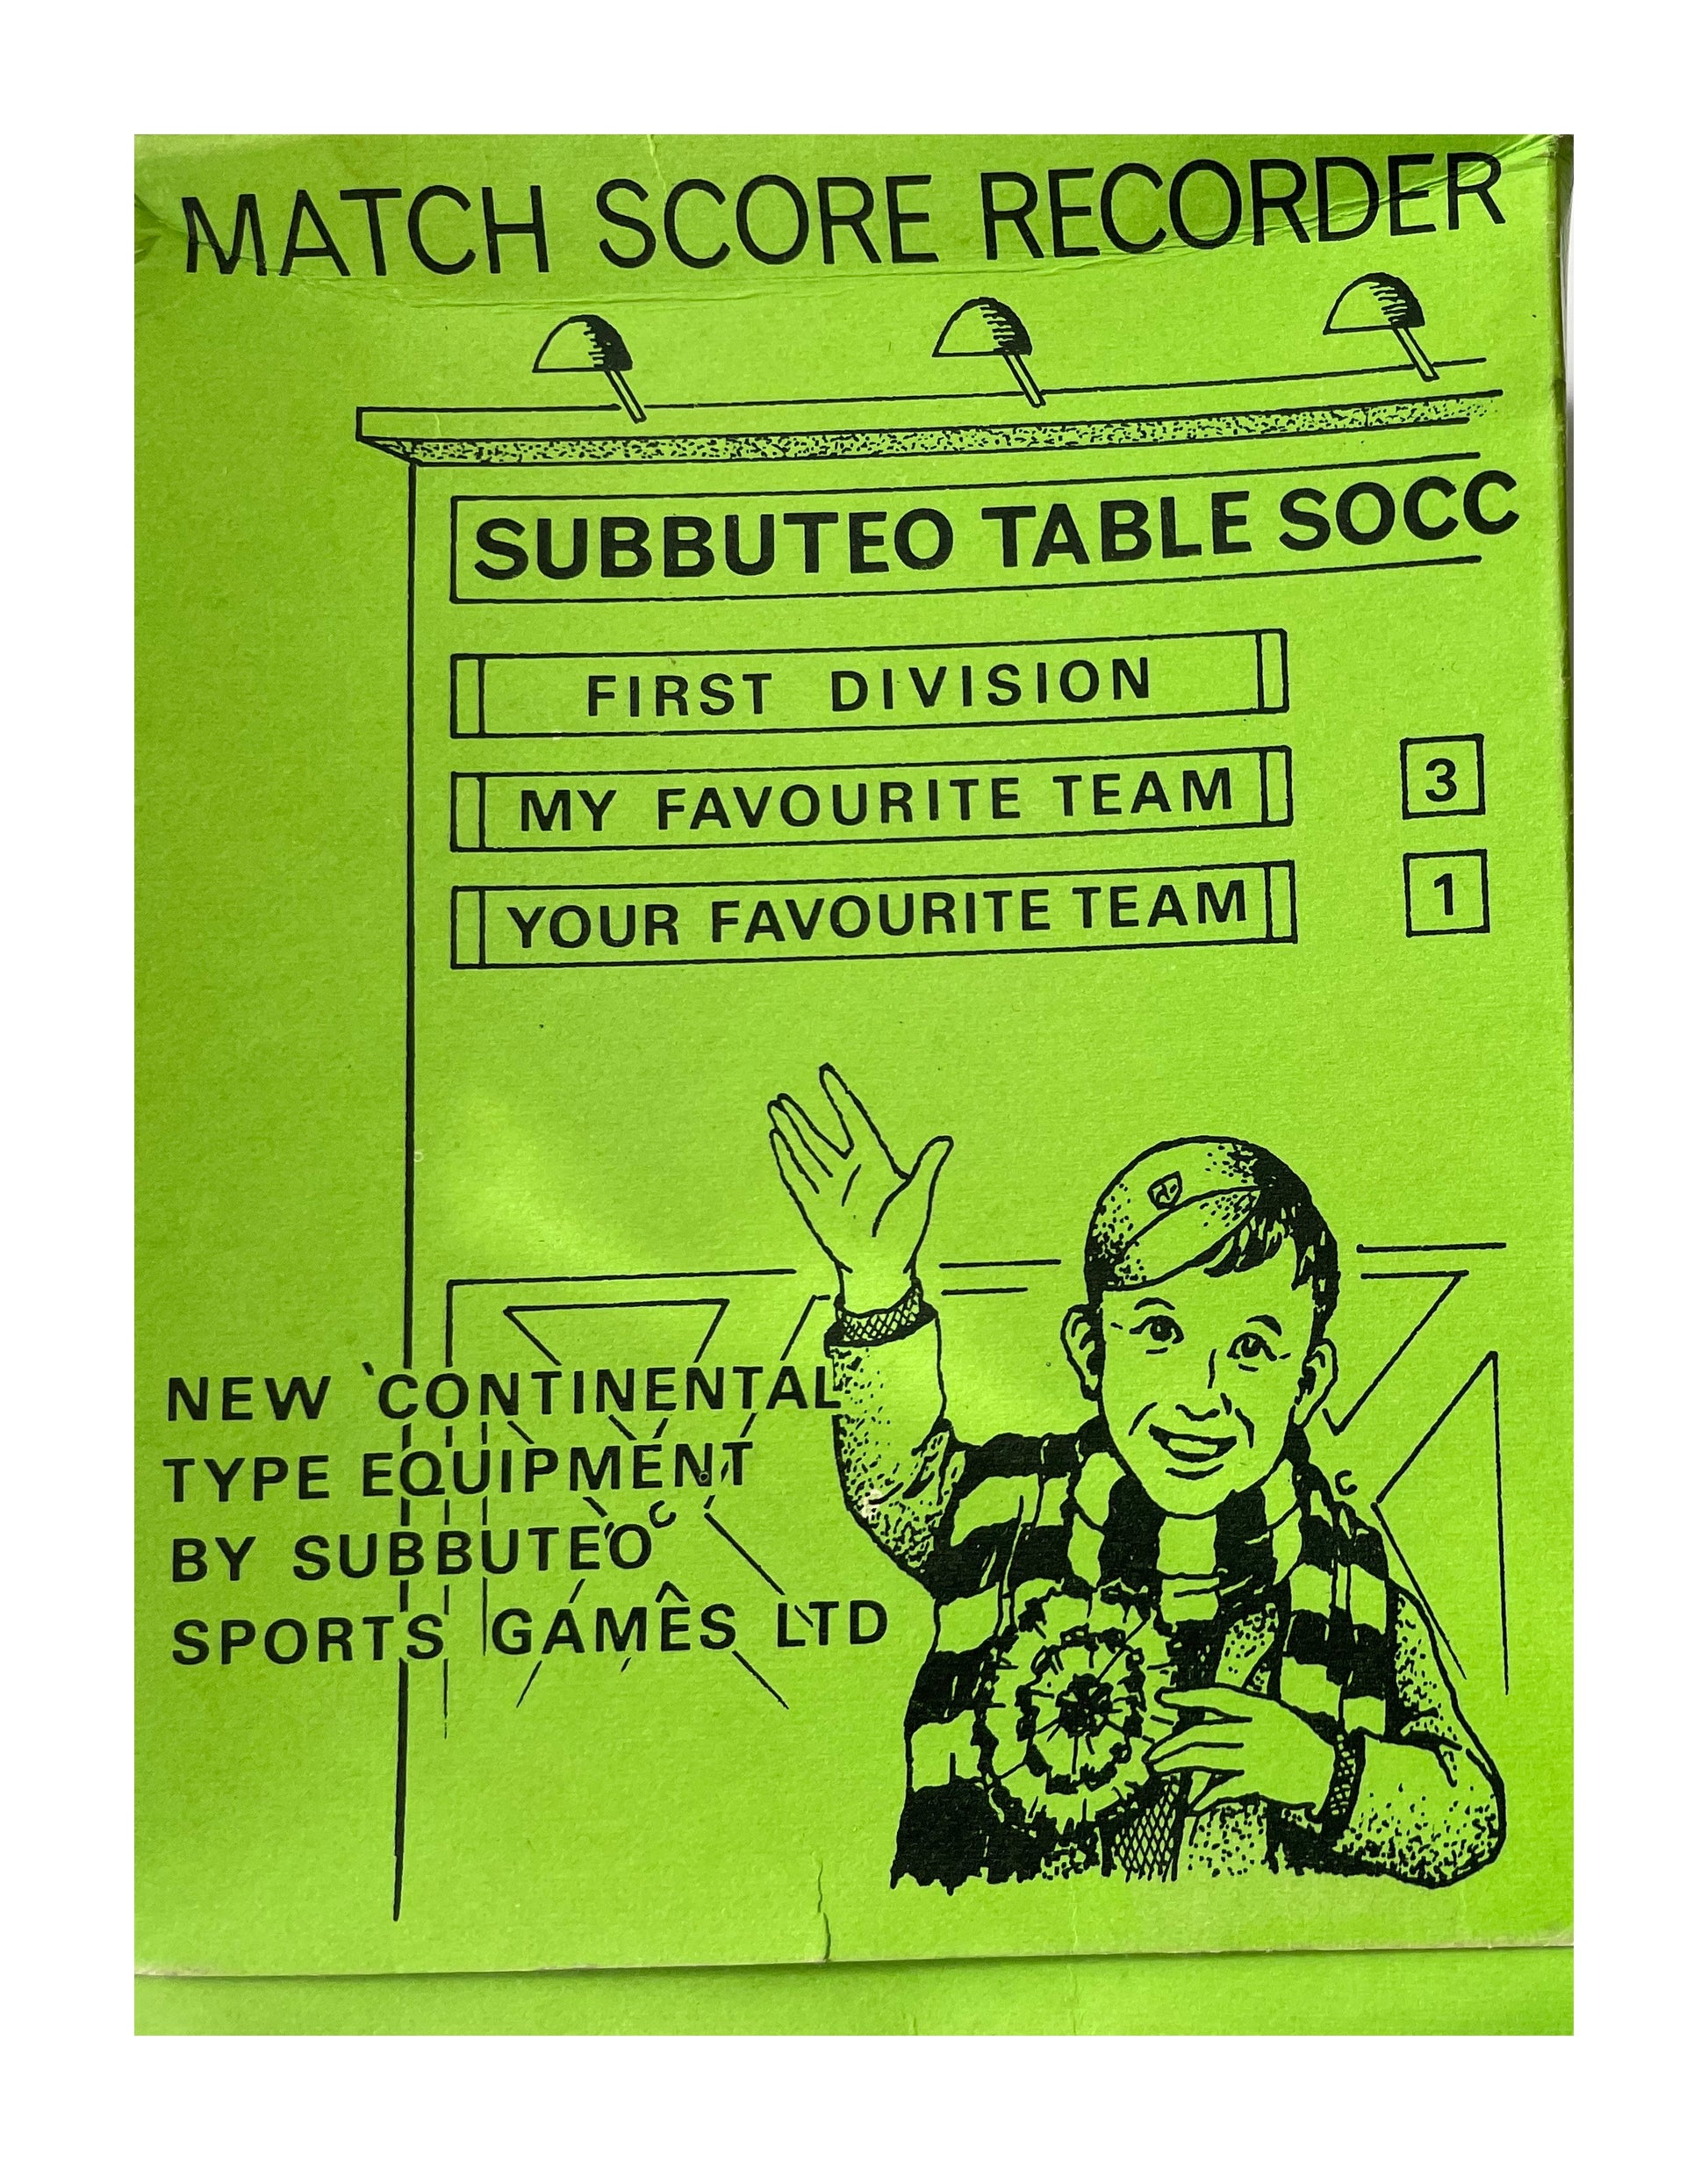 MATCH SCORE RECORDER
SUBBUTEO TABLE SOCC
FIRST DIVISION
MY FAVOURITE TEAM 3
YOUR FAVOURITE TEAM 1
NEW 'CONTINENTAL
TYPE EQUIPMENT
BY SUBBUTEO
SPORTS GAMES LTD